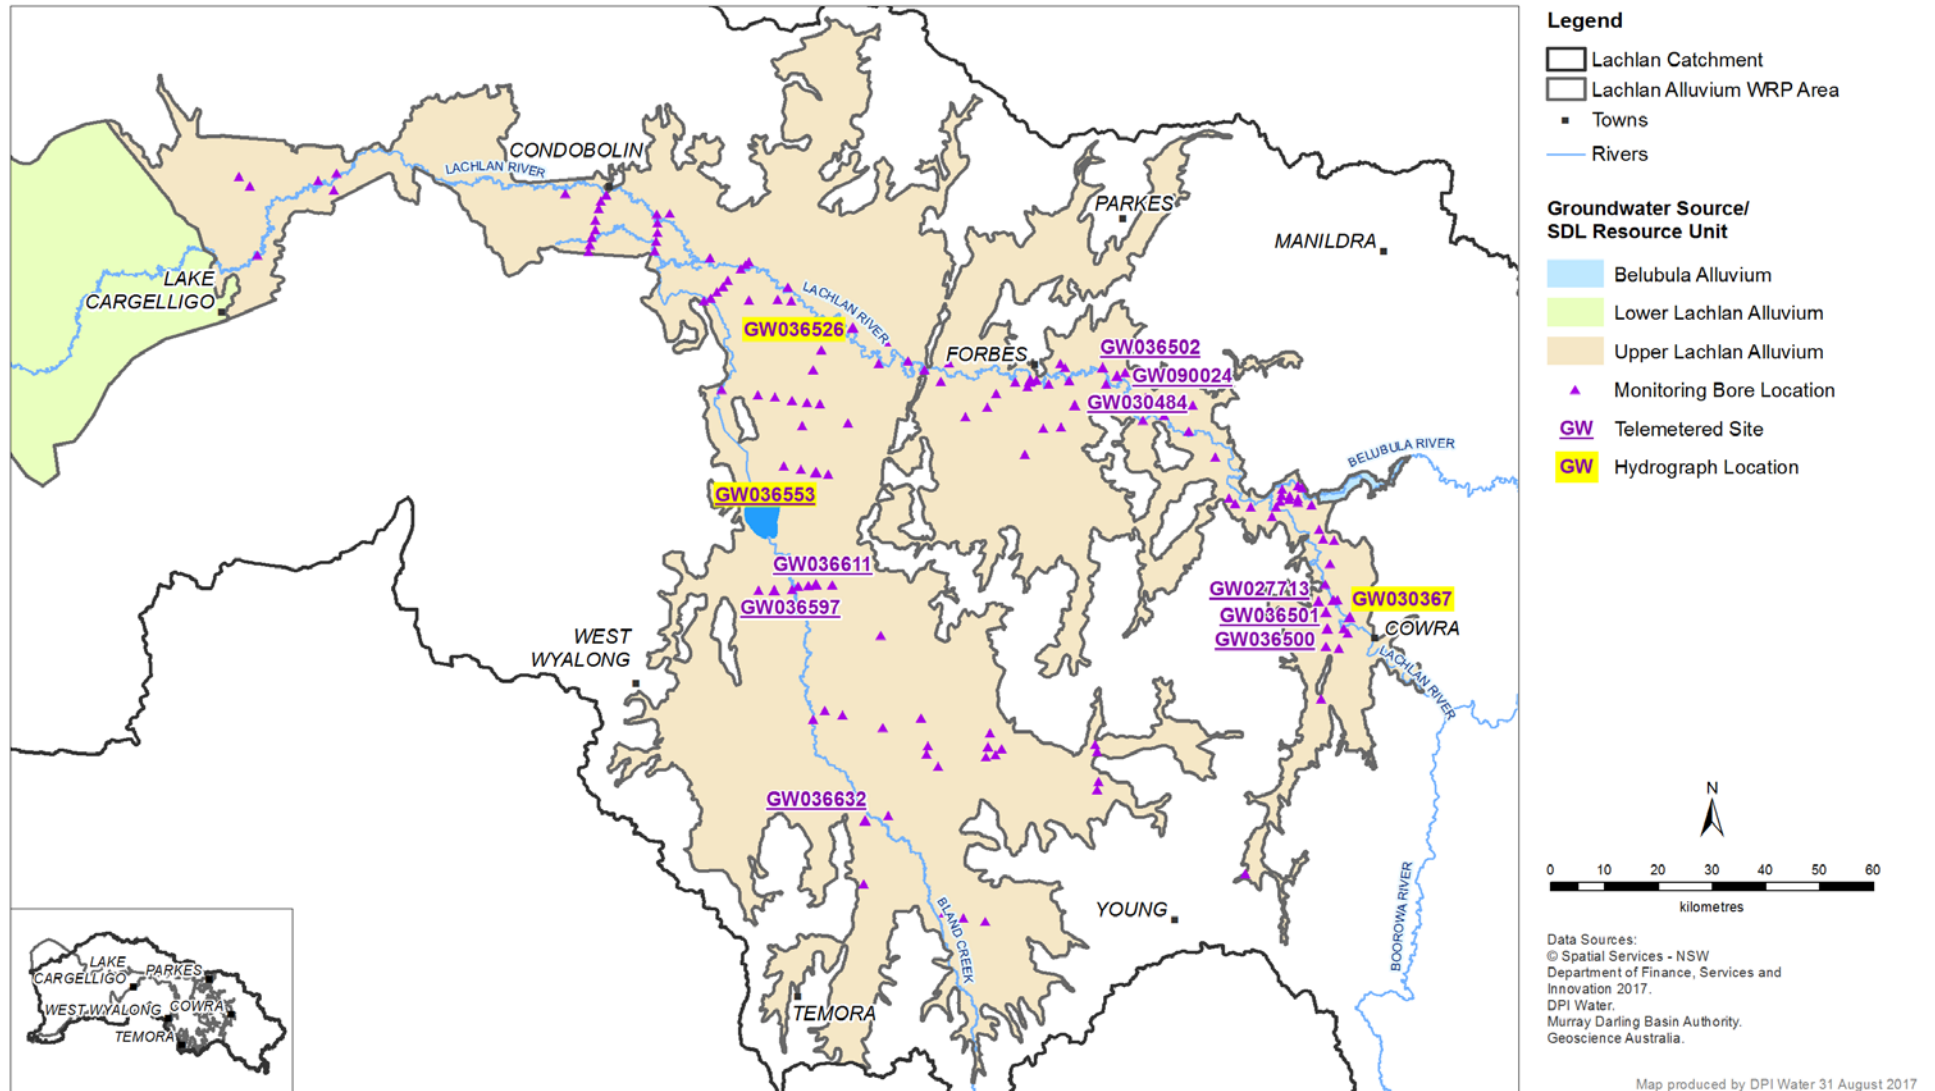 CONDOBOLIN
LACHLAN RIVER
PARKES
MANILDRA
LAKE
CARGELLIGO
LACHLAN RIVER
GW036526
FORBES
GW036502
GW090024
GW030484
BELUBULA RIVER
GW036553
GW036611
GW036597
GW027713
GW030367
GW036501
GW036500
COWRA
LACHLAN RIVER
WEST
WYALONG
GW036632
YOUNG
BLAND CREEK
BOOROWA RIVER
TEMORA
LAKE
CARGELLIGO
PARKES
WEST WYALONG
COWRA
TEMORA
Legend
Lachlan Catchment
Lachlan Alluvium WRP Area
Towns
Rivers
Groundwater Source/
SDL Resource Unit
Belubula Alluvium
Lower Lachlan Alluvium
Upper Lachlan Alluvium
Monitoring Bore Location
GW Telemetered Site
GW Hydrograph Location
N
0 10 20 30 40 50 60
kilometres
Data Sources:
© Spatial Services - NSW
Department of Finance, Services and
Innovation 2017.
DPI Water.
Murray Darling Basin Authority.
Geoscience Australia.
Map produced by DPI Water 31 August 2017